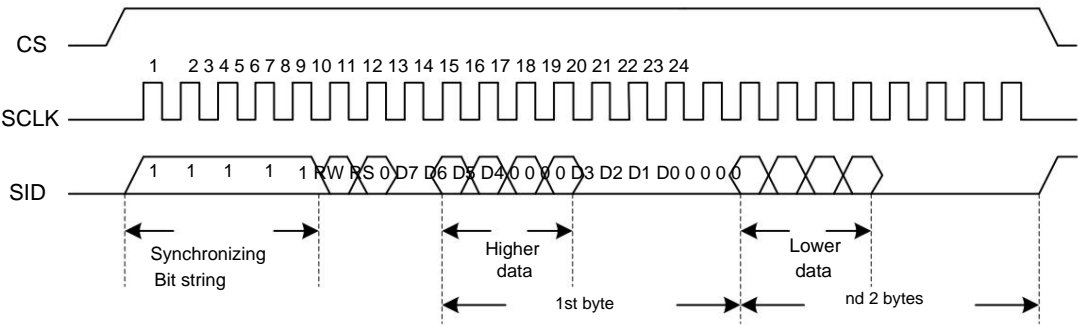 CS
1 2 3 4 5 6 7 8 9 10 11 12 13 14 15 16 17 18 19 20 21 22 23 24
SCLK
SID
1 1 1 1 1 RW RS 0 D7 D6 D5 D4 0 0 0 0 D3 D2 D1 D0 0 0 0 0
Synchronizing
Bit string
Higher
data
Lower
data
1st byte
nd 2 bytes